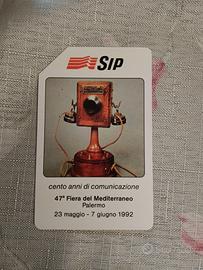 SIP
cento anni di comunicazione
47ª Fiera del Mediterraneo
Palermo
23 maggio - 7 giugno 1992